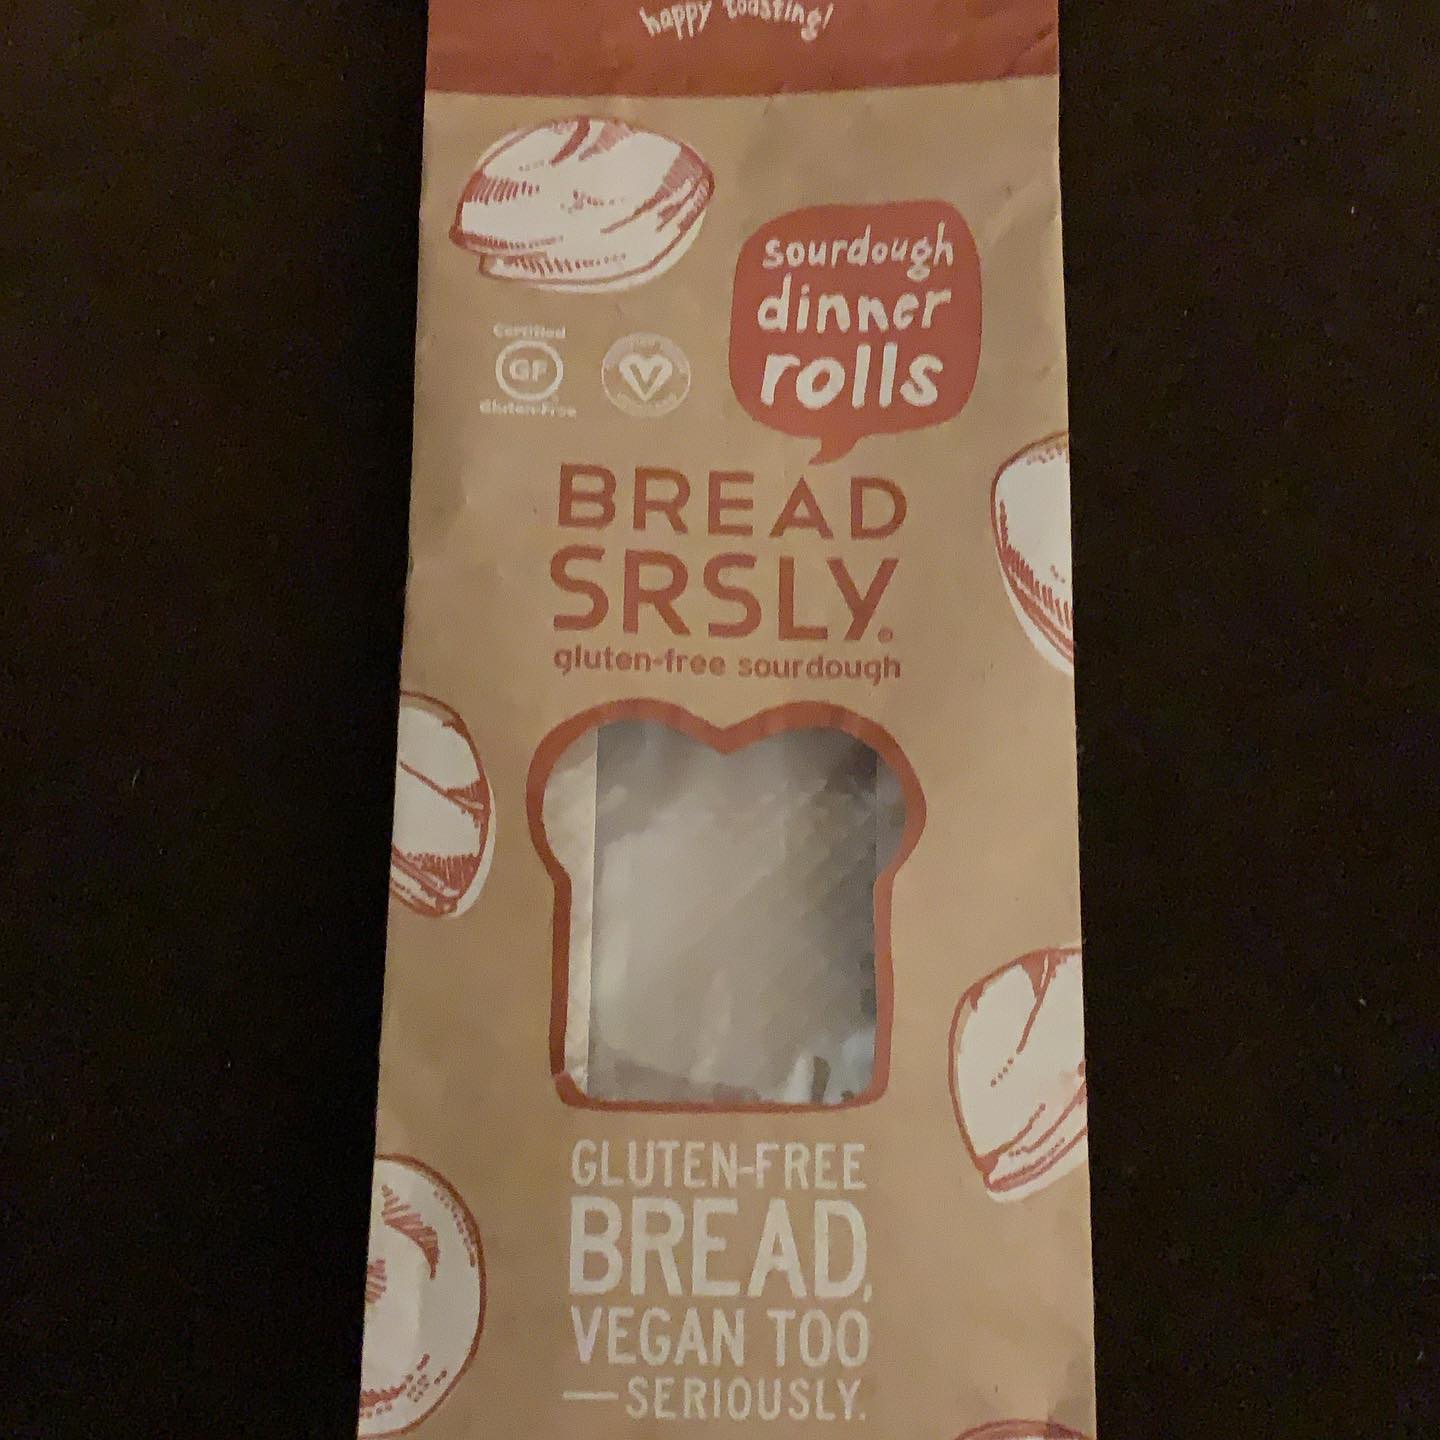 happy toasting!
sourdough
dinner
rolls
Certified
GF
Gluten-Free
V
BREAD
SRSLY®
gluten-free sourdough
GLUTEN-FREE
BREAD,
VEGAN TOO
—SERIOUSLY.